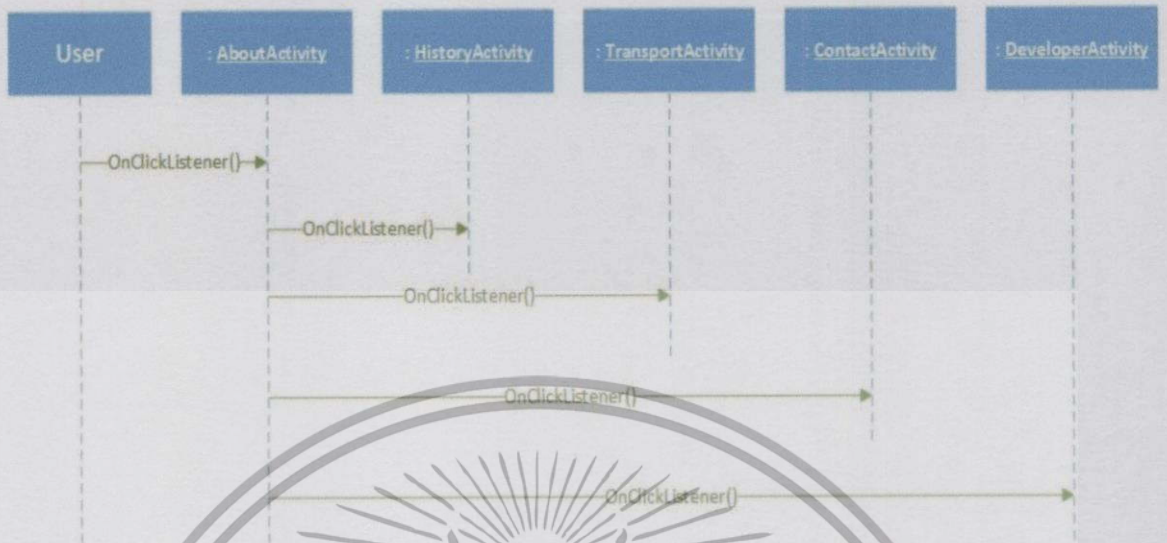 User
: AboutActivity
: HistoryActivity
: TransportActivity
: ContactActivity
: DeveloperActivity
OnClickListener()
OnClickListener()
OnClickListener()
OnClickListener()
OnClickListener()